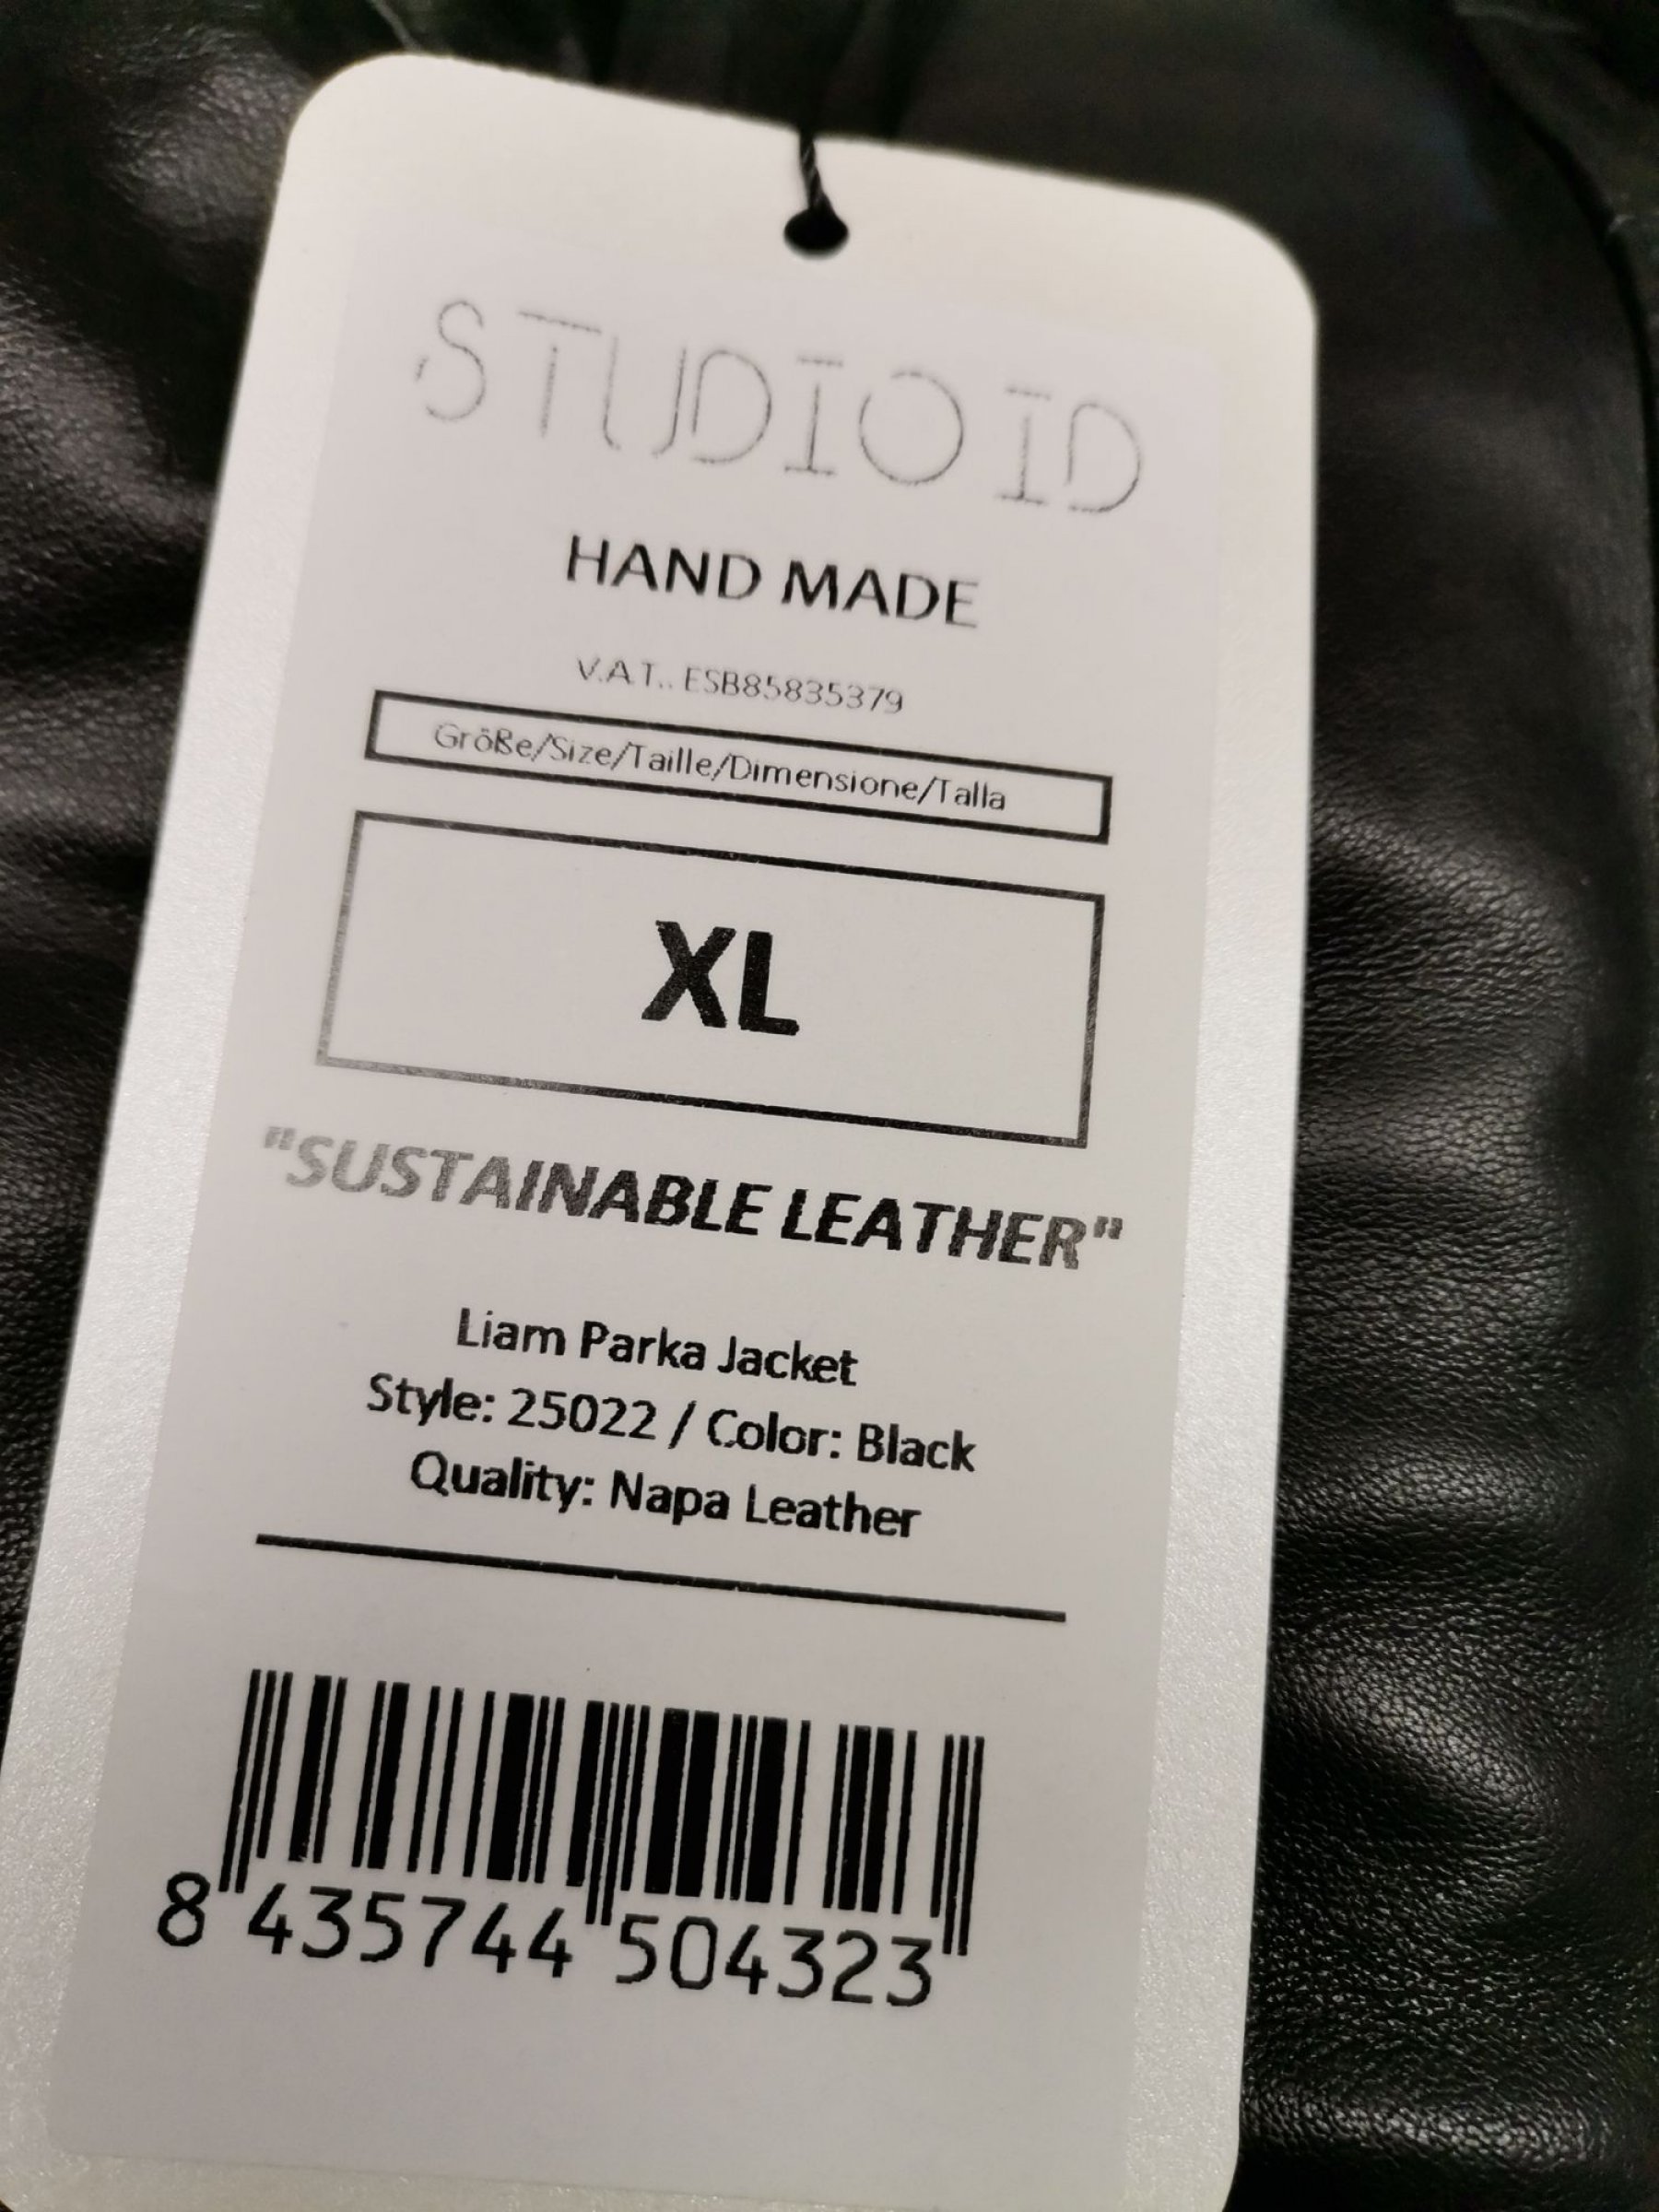 STUDIO ID
HAND MADE
V.A.T.. ESB85835379
Größe/Size/Taille/Dimensione/Talla
XL
"SUSTAINABLE LEATHER"
Liam Parka Jacket
Style: 25022 / Color: Black
Quality: Napa Leather
8 435744 504323